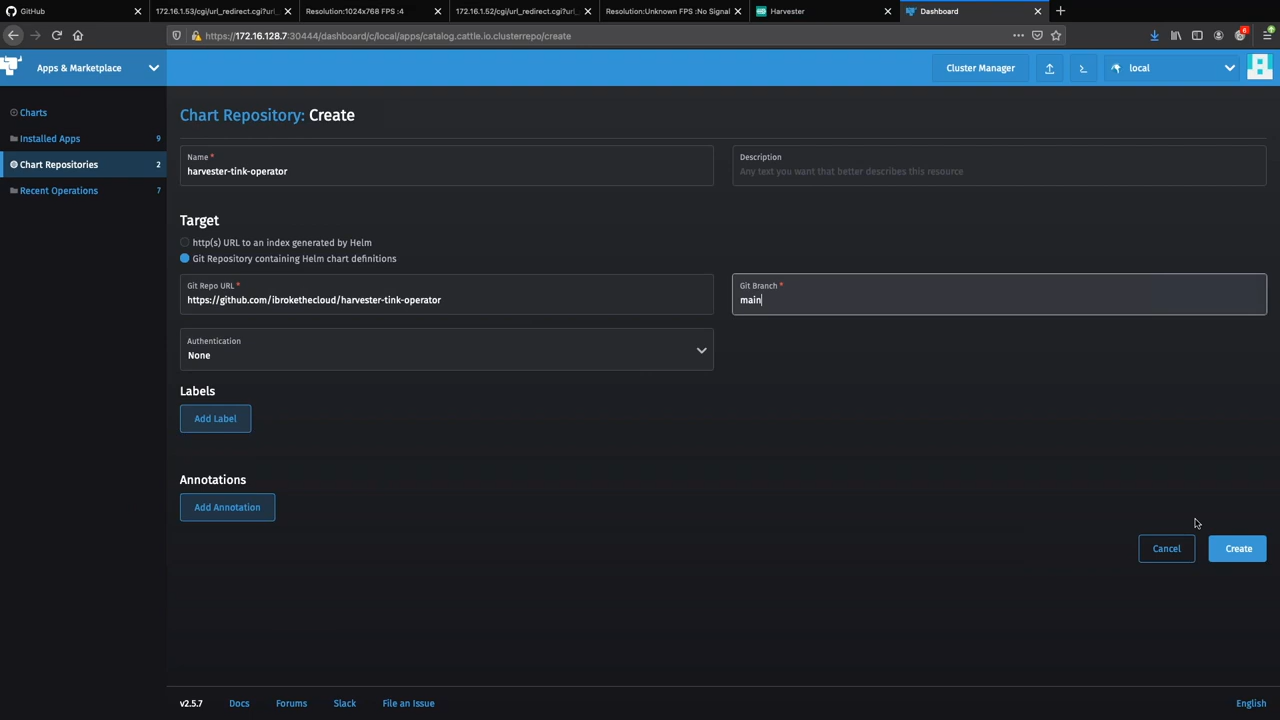 GitHub
172.16.1.53/cgi/url_redirect.cgi?url_
Resolution:1024x768 FPS :4
172.16.1.52/cgi/url_redirect.cgi?url_
Resolution:Unknown FPS :No Signal
Harvester
Dashboard
https://172.16.128.7:30444/dashboard/c/local/apps/catalog.cattle.io.clusterrepo/create
6
Apps & Marketplace
Cluster Manager
local
Charts
Installed Apps 9
Chart Repositories 2
Recent Operations 7
Chart Repository: Create
Name *
harvester-tink-operator
Description
Any text you want that better describes this resource
Target
http(s) URL to an index generated by Helm
Git Repository containing Helm chart definitions
Git Repo URL *
https://github.com/ibrokethecloud/harvester-tink-operator
Git Branch *
main
Authentication
None
Labels
Add Label
Annotations
Add Annotation
Cancel
Create
v2.5.7
Docs
Forums
Slack
File an Issue
English